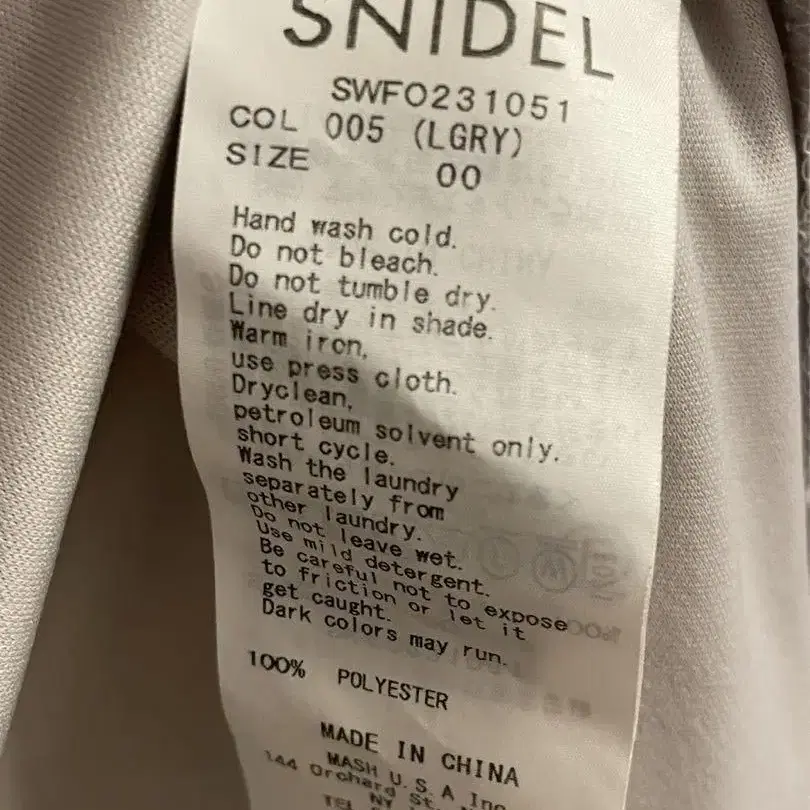 SNIDEL
SWFO231051
COL 005 (LGRY)
SIZE 00
Hand wash cold.
Do not bleach.
Do not tumble dry.
Line dry in shade.
Warm iron,
use press cloth.
Dryclean,
petroleum solvent only.
short cycle.
Wash the laundry
separately from
other laundry.
Do not leave wet.
Use mild detergent.
Be careful not to expose
to friction or let it
get caught.
Dark colors may run.
100% POLYESTER
MADE IN CHINA
MASH U.S.A Inc
144 Orchard St.
NY
TEL